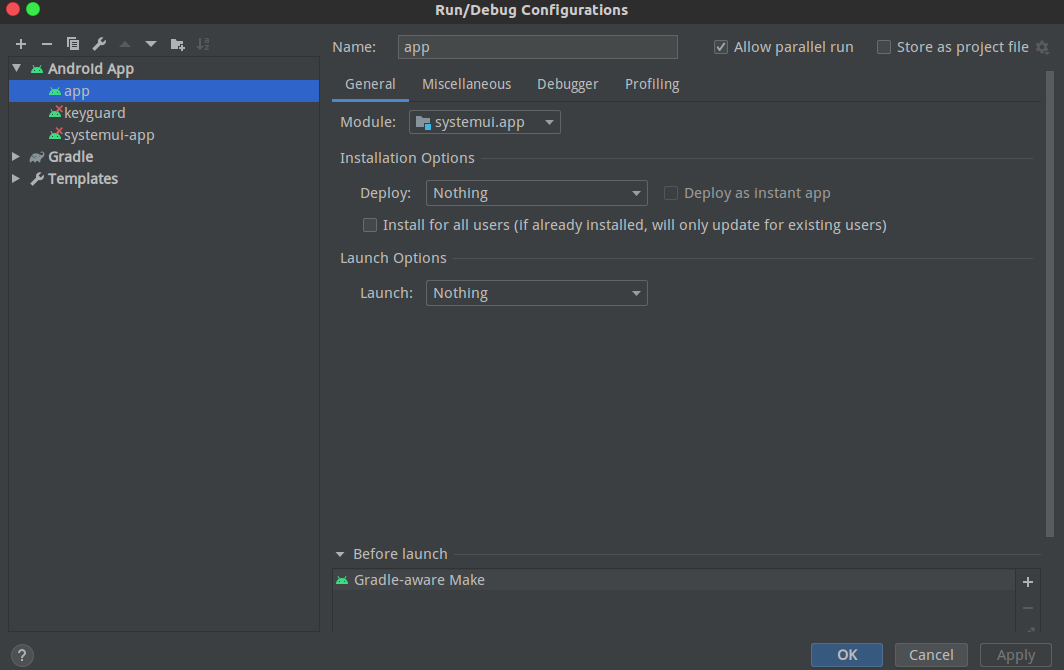 Run/Debug Configurations
Name: app
Allow parallel run
Store as project file
Android App
app
keyguard
systemui-app
Gradle
Templates
General Miscellaneous Debugger Profiling
Module: systemui.app
Installation Options
Deploy: Nothing
Deploy as instant app
Install for all users (if already installed, will only update for existing users)
Launch Options
Launch: Nothing
Before launch
Gradle-aware Make
?
OK Cancel Apply